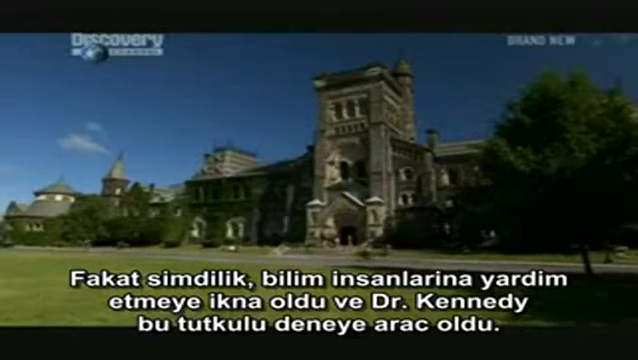 Discovery
CHANNEL
BRAND NEW
Fakat simdilik, bilim insanlarina yardim
etmeye ikna oldu ve Dr. Kennedy
bu tutkulu deneye arac oldu.